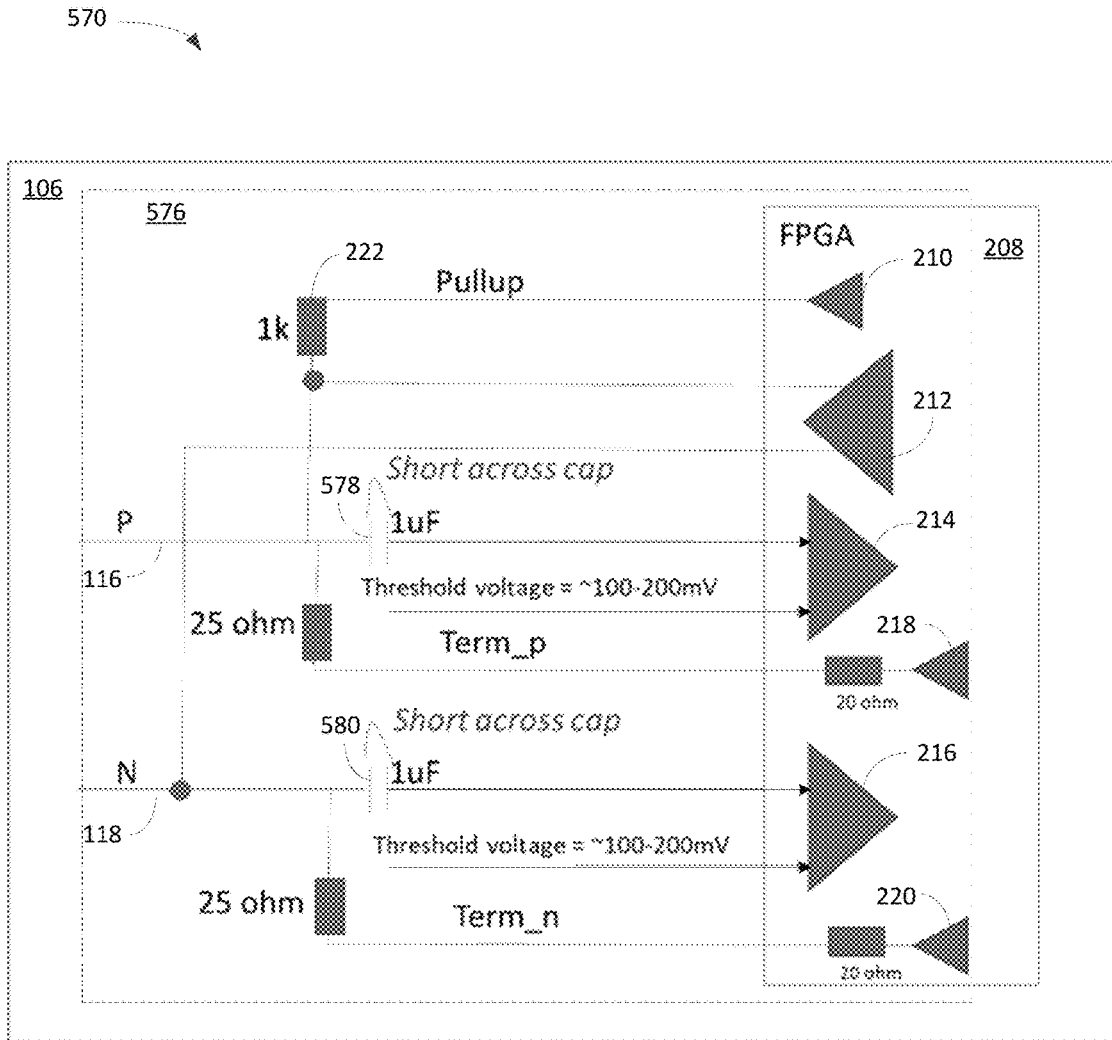 570
106
576
222
FPGA
208
210
Pullup
1k
212
Short across cap
578
1uF
214
P
116
Threshold voltage = ~100-200mV
25 ohm
Term_p
218
20 ohm
Short across cap
580
1uF
216
N
118
Threshold voltage = ~100-200mV
25 ohm
Term_n
220
20 ohm